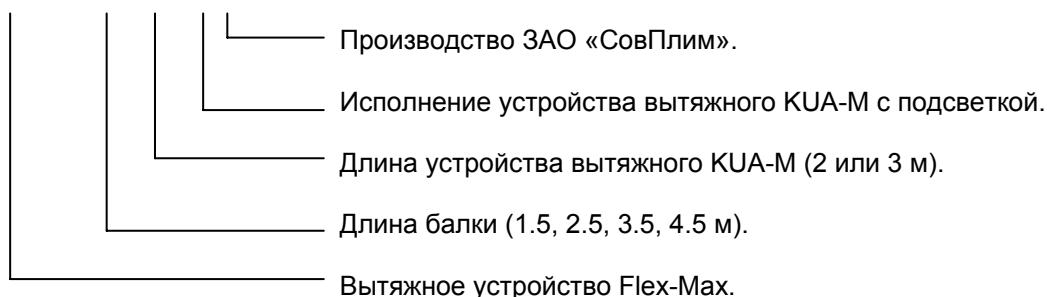 Производство ЗАО «СовПлим».
Исполнение устройства вытяжного KUA-M с подсветкой.
Длина устройства вытяжного KUA-M (2 или 3 м).
Длина балки (1.5, 2.5, 3.5, 4.5 м).
Вытяжное устройство Flex-Max.